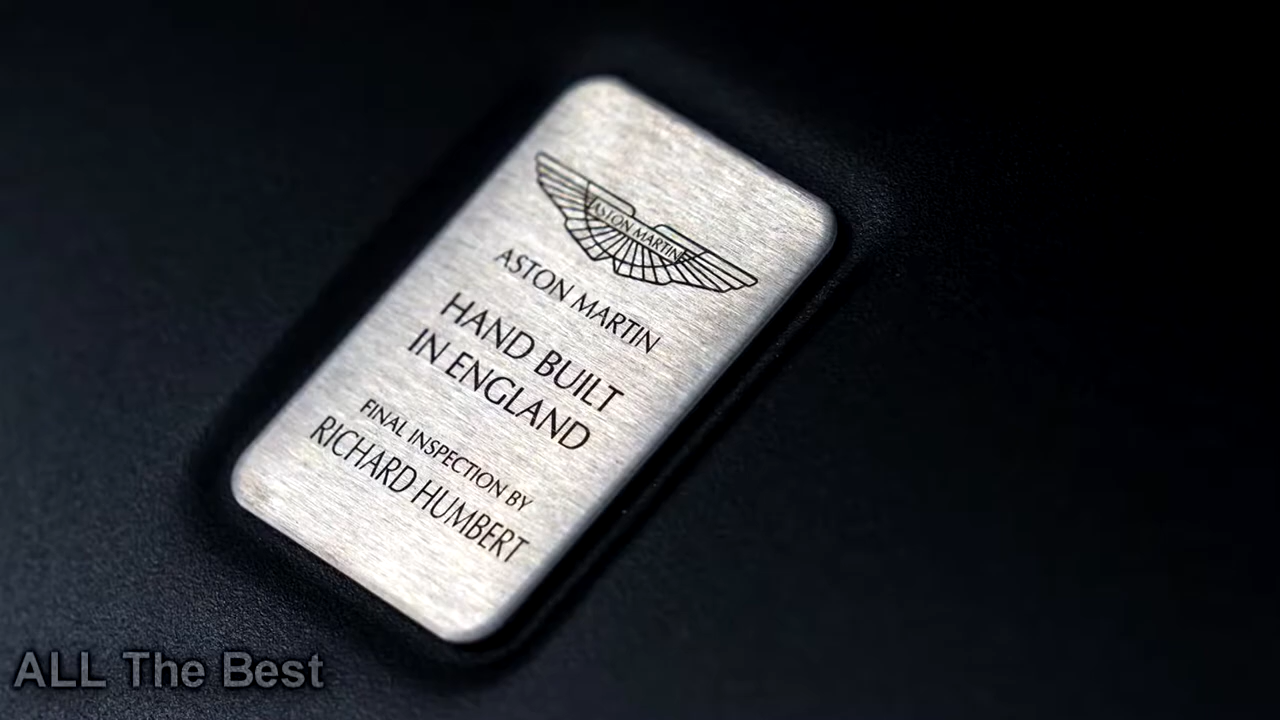 ASTON MARTIN
ASTON MARTIN
HAND BUILT
IN ENGLAND
FINAL INSPECTION BY
RICHARD HUMBERT
ALL The Best